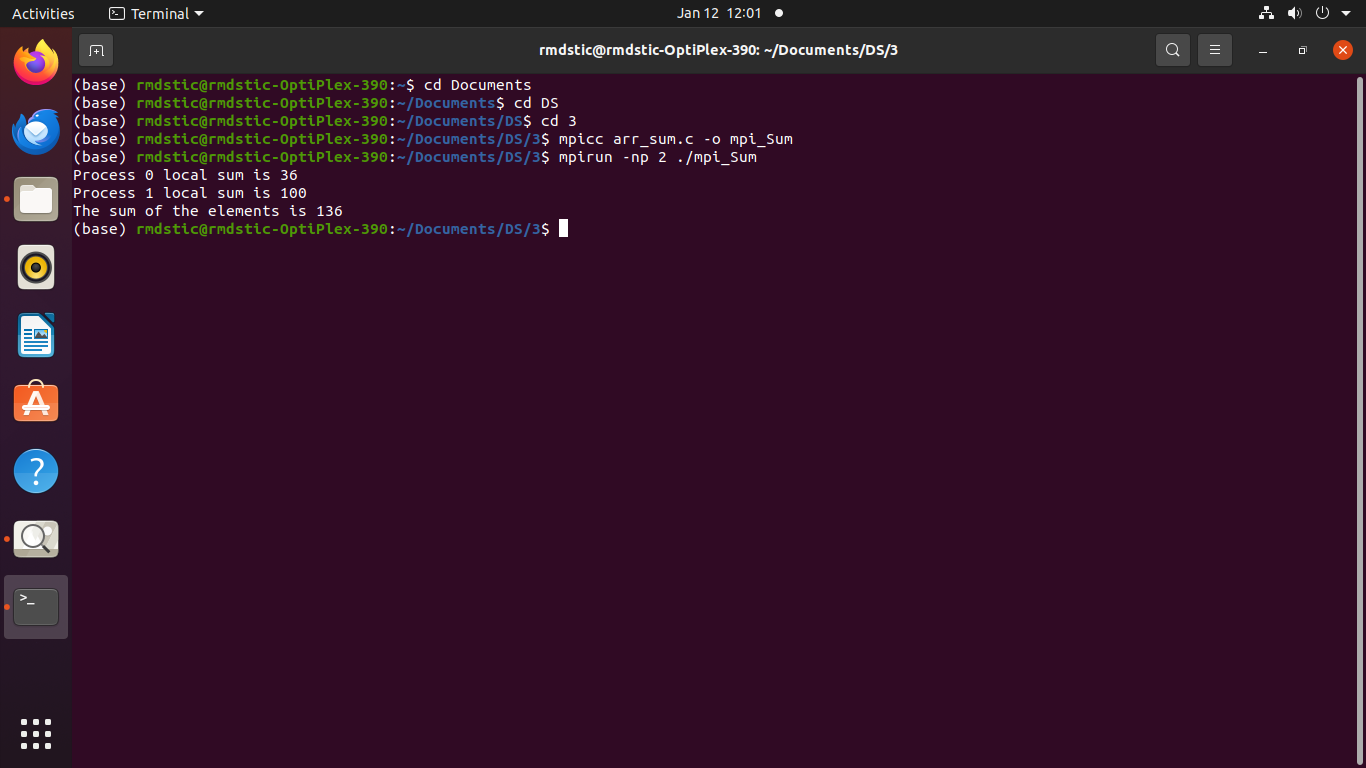 Activities
Terminal
Jan 12 12:01
rmdstic@rmdstic-OptiPlex-390: ~/Documents/DS/3
(base) rmdstic@rmdstic-OptiPlex-390:~$ cd Documents
(base) rmdstic@rmdstic-OptiPlex-390:~/Documents$ cd DS
(base) rmdstic@rmdstic-OptiPlex-390:~/Documents/DS$ cd 3
(base) rmdstic@rmdstic-OptiPlex-390:~/Documents/DS/3$ mpicc arr_sum.c -o mpi_Sum
(base) rmdstic@rmdstic-OptiPlex-390:~/Documents/DS/3$ mpirun -np 2 ./mpi_Sum
Process 0 local sum is 36
Process 1 local sum is 100
The sum of the elements is 136
(base) rmdstic@rmdstic-OptiPlex-390:~/Documents/DS/3$